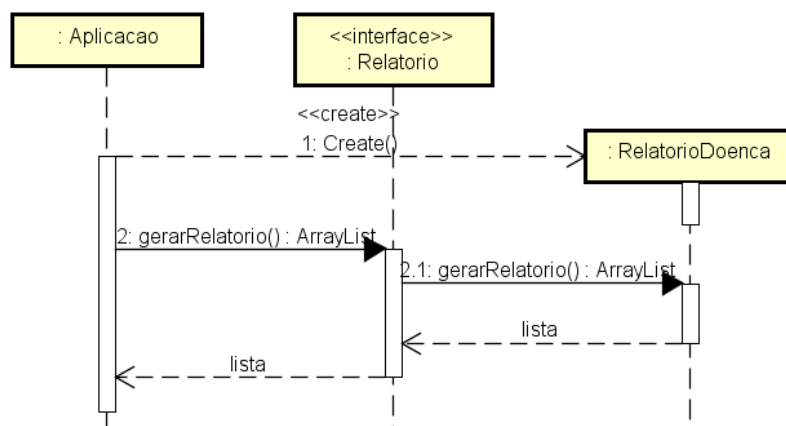 : Aplicacao
<<interface>>
: Relatorio
<<create>>
1: Create()
: RelatorioDoenca
2: gerarRelatorio() : ArrayList
2.1: gerarRelatorio() : ArrayList
lista
lista